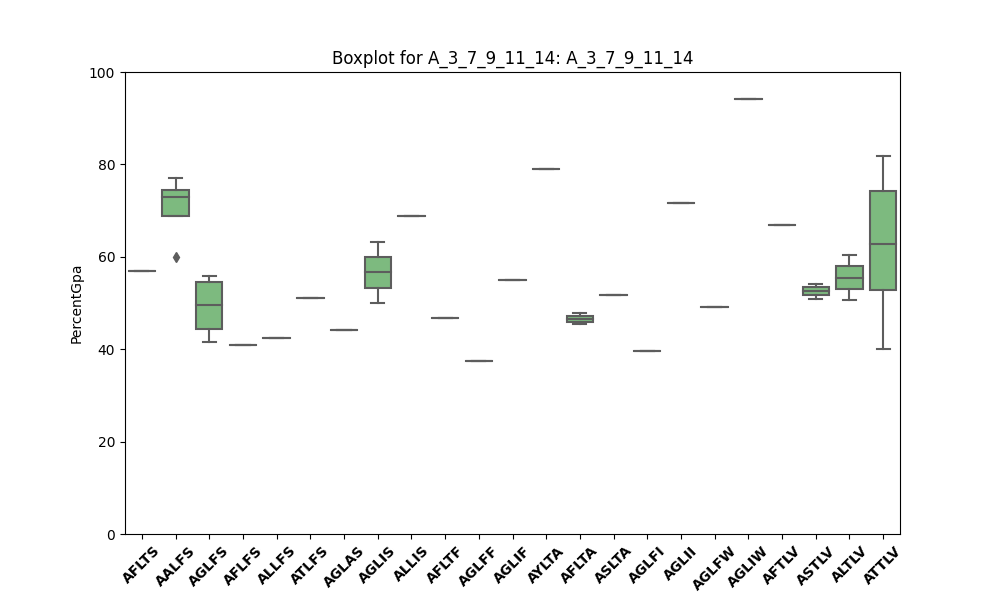 Boxplot for A_3_7_9_11_14: A_3_7_9_11_14
100
80
60
40
20
0
PercentGpa
AFLTS AALFS AGLFS AFLFS ALLFS ATLFS AGLAS AGLIS ALLIS AFLTF AGLFF AGLIF AYLTA AFLTA ASLTA AGLFI AGLII AGLFW AGLIW AFTLV ASTLV ALTLV ATTLV